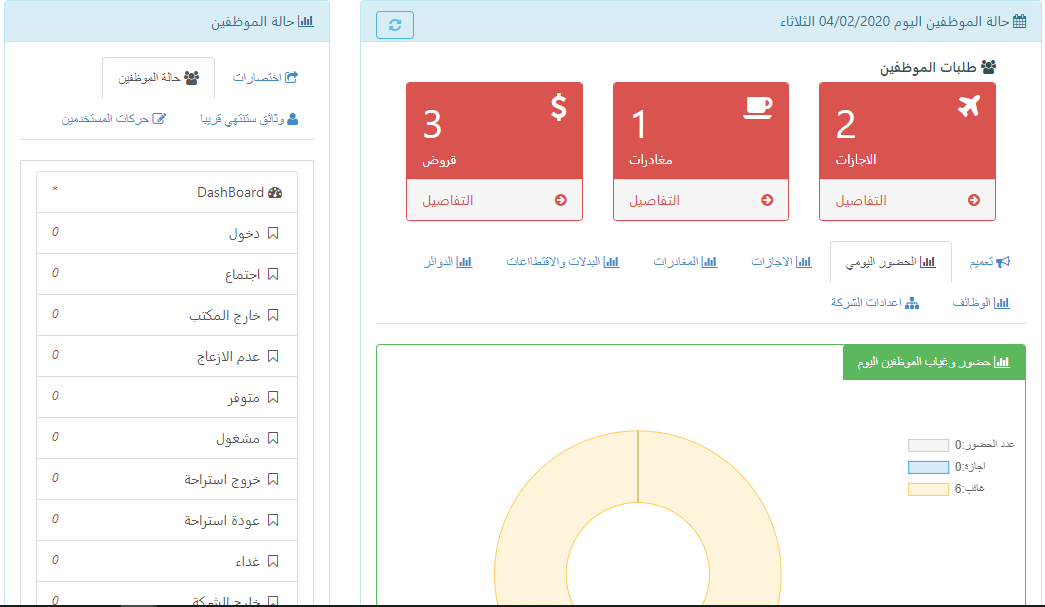 حالة الموظفين اليوم 04/02/2020 الثلاثاء
طلبات الموظفين
2
الاجازات
التفاصيل
1
مغادرات
التفاصيل
3
قروض
التفاصيل
تعميم
الحضور اليومي
الاجازات
المغادرات
البدلات والاقتطاعات
الدوائر
الوظائف
اعدادات الشركة
حضور وغياب الموظفين اليوم
عدد الحضور:0
اجازة:0
غائب:6
حالة الموظفين
اختصارات
حالة الموظفين
وثائق ستنتهي قريبا
حركات المستخدمين
DashBoard *
دخول 0
اجتماع 0
خارج المكتب 0
عدم الازعاج 0
متوفر 0
مشغول 0
خروج استراحة 0
عودة استراحة 0
غداء 0
خارج الشبكة 0